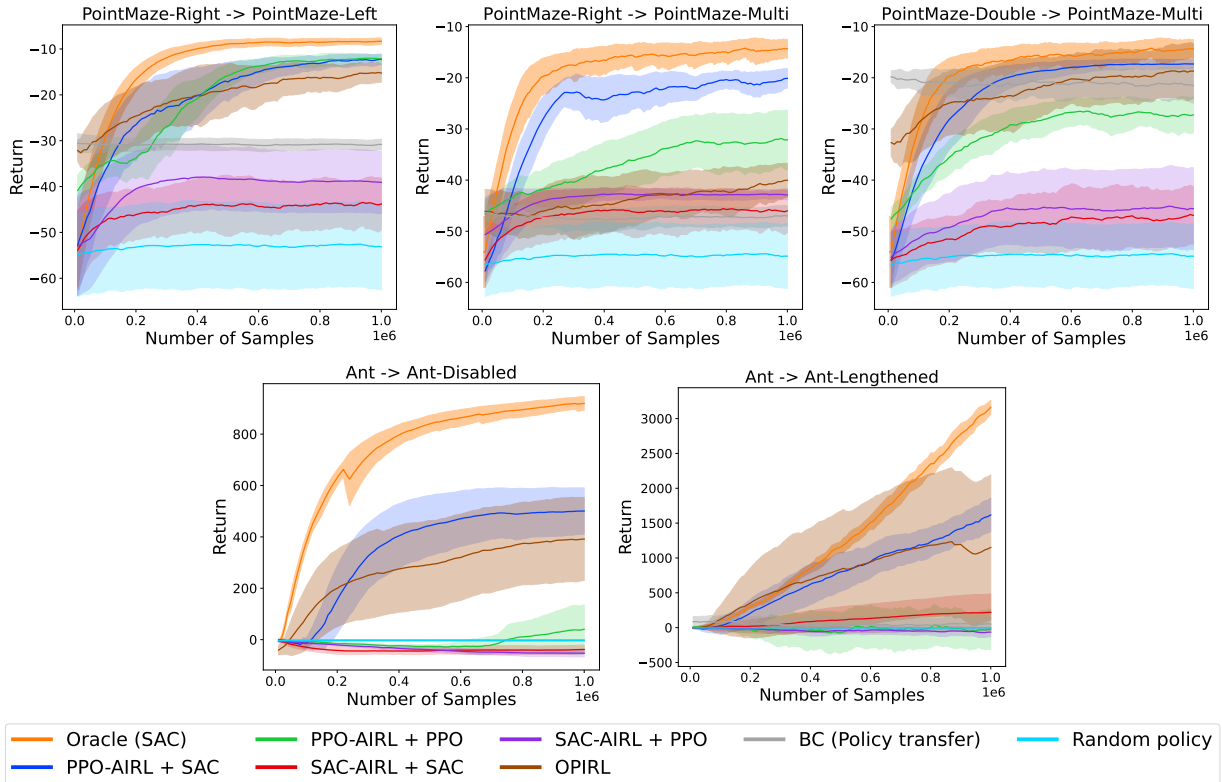 PointMaze-Right -> PointMaze-Left
PointMaze-Right -> PointMaze-Multi
PointMaze-Double -> PointMaze-Multi
Return
−10
−20
−30
−40
−50
−60
0.0 0.2 0.4 0.6 0.8 1.0
1e6
Number of Samples
Return
−10
−20
−30
−40
−50
−60
0.0 0.2 0.4 0.6 0.8 1.0
1e6
Number of Samples
Return
−10
−20
−30
−40
−50
−60
0.0 0.2 0.4 0.6 0.8 1.0
1e6
Number of Samples
Ant -> Ant-Disabled
Ant -> Ant-Lengthened
Return
800
600
400
200
0
0.0 0.2 0.4 0.6 0.8 1.0
1e6
Number of Samples
Return
3000
2500
2000
1500
1000
500
0
−500
0.0 0.2 0.4 0.6 0.8 1.0
1e6
Number of Samples
Oracle (SAC)
PPO-AIRL + SAC
PPO-AIRL + PPO
SAC-AIRL + SAC
SAC-AIRL + PPO
OPIRL
BC (Policy transfer)
Random policy